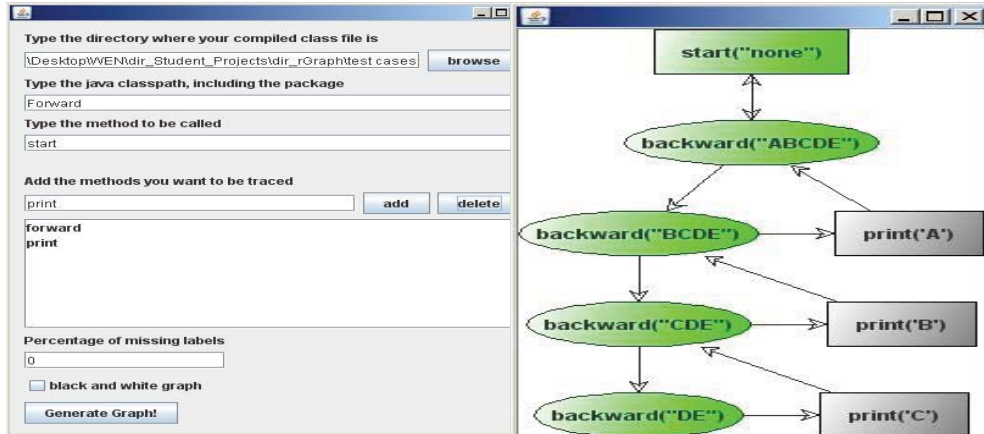 Type the directory where your compiled class file is
\Desktop\WEN\dir_Student_Projects\dir_rGraph\test cases
browse
Type the java classpath, including the package
Forward
Type the method to be called
start
Add the methods you want to be traced
print
add
delete
forward
print
Percentage of missing labels
0
black and white graph
Generate Graph!
start("none")
backward("ABCDE")
backward("BCDE")
print('A')
backward("CDE")
print('B')
backward("DE")
print('C')